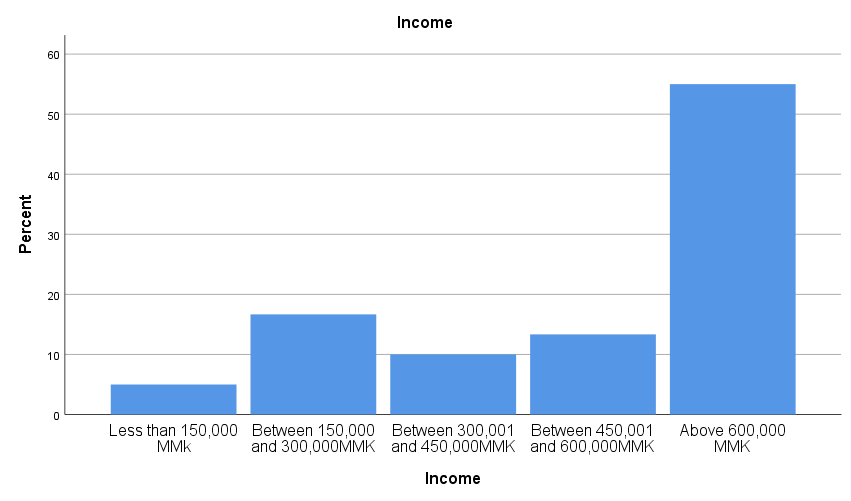 Income
60
50
40
30
20
10
0
Percent
Less than 150,000
MMk
Between 150,000
and 300,000MMK
Between 300,001
and 450,000MMK
Between 450,001
and 600,000MMK
Above 600,000
MMK
Income